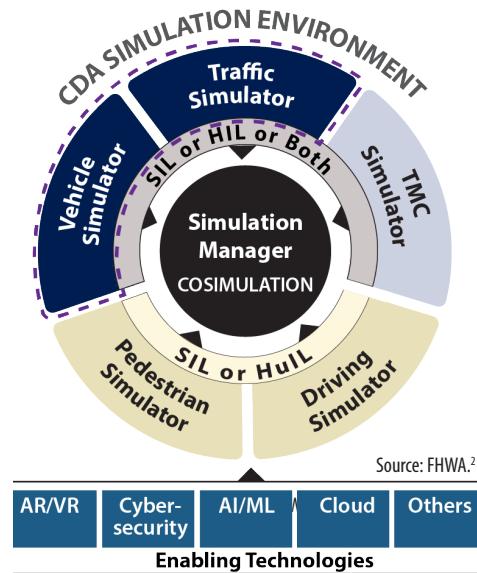 CDA SIMULATION ENVIRONMENT
Traffic
Simulator
Vehicle
Simulator
TMC
Simulator
SIL or HIL or Both
Simulation
Manager
COSIMULATION
SIL or HuIL
Pedestrian
Simulator
Driving
Simulator
Source: FHWA.²
AR/VR
Cyber-
security
AI/ML
Cloud
Others
Enabling Technologies